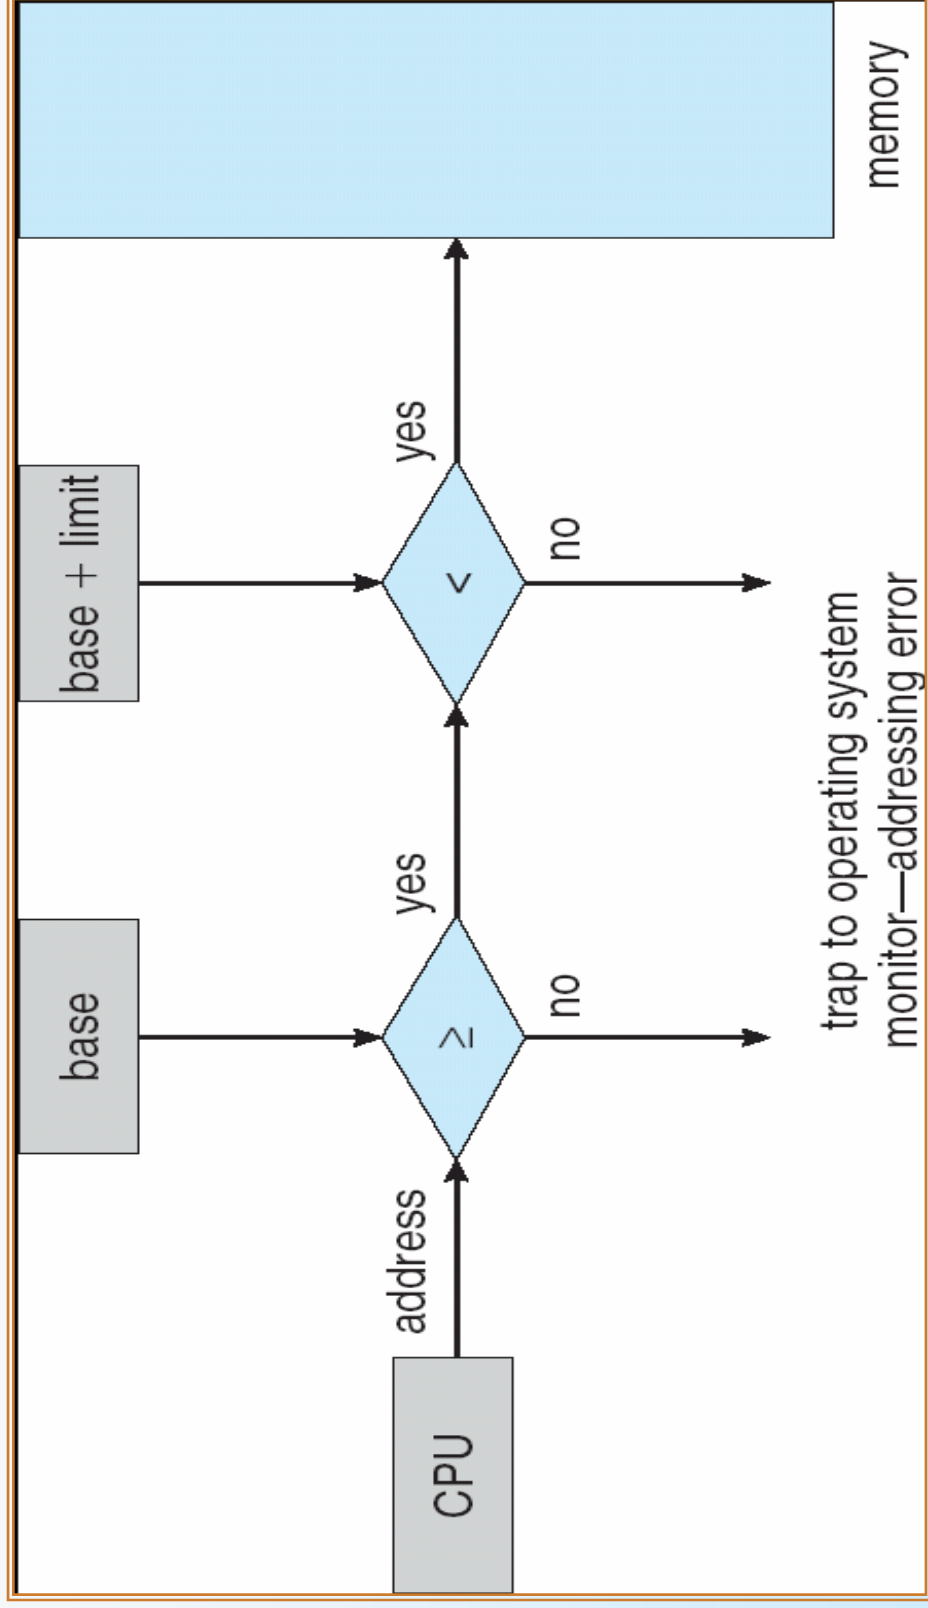 base
base + limit
CPU
address
≥
yes
<
yes
no
no
trap to operating system
monitor—addressing error
memory